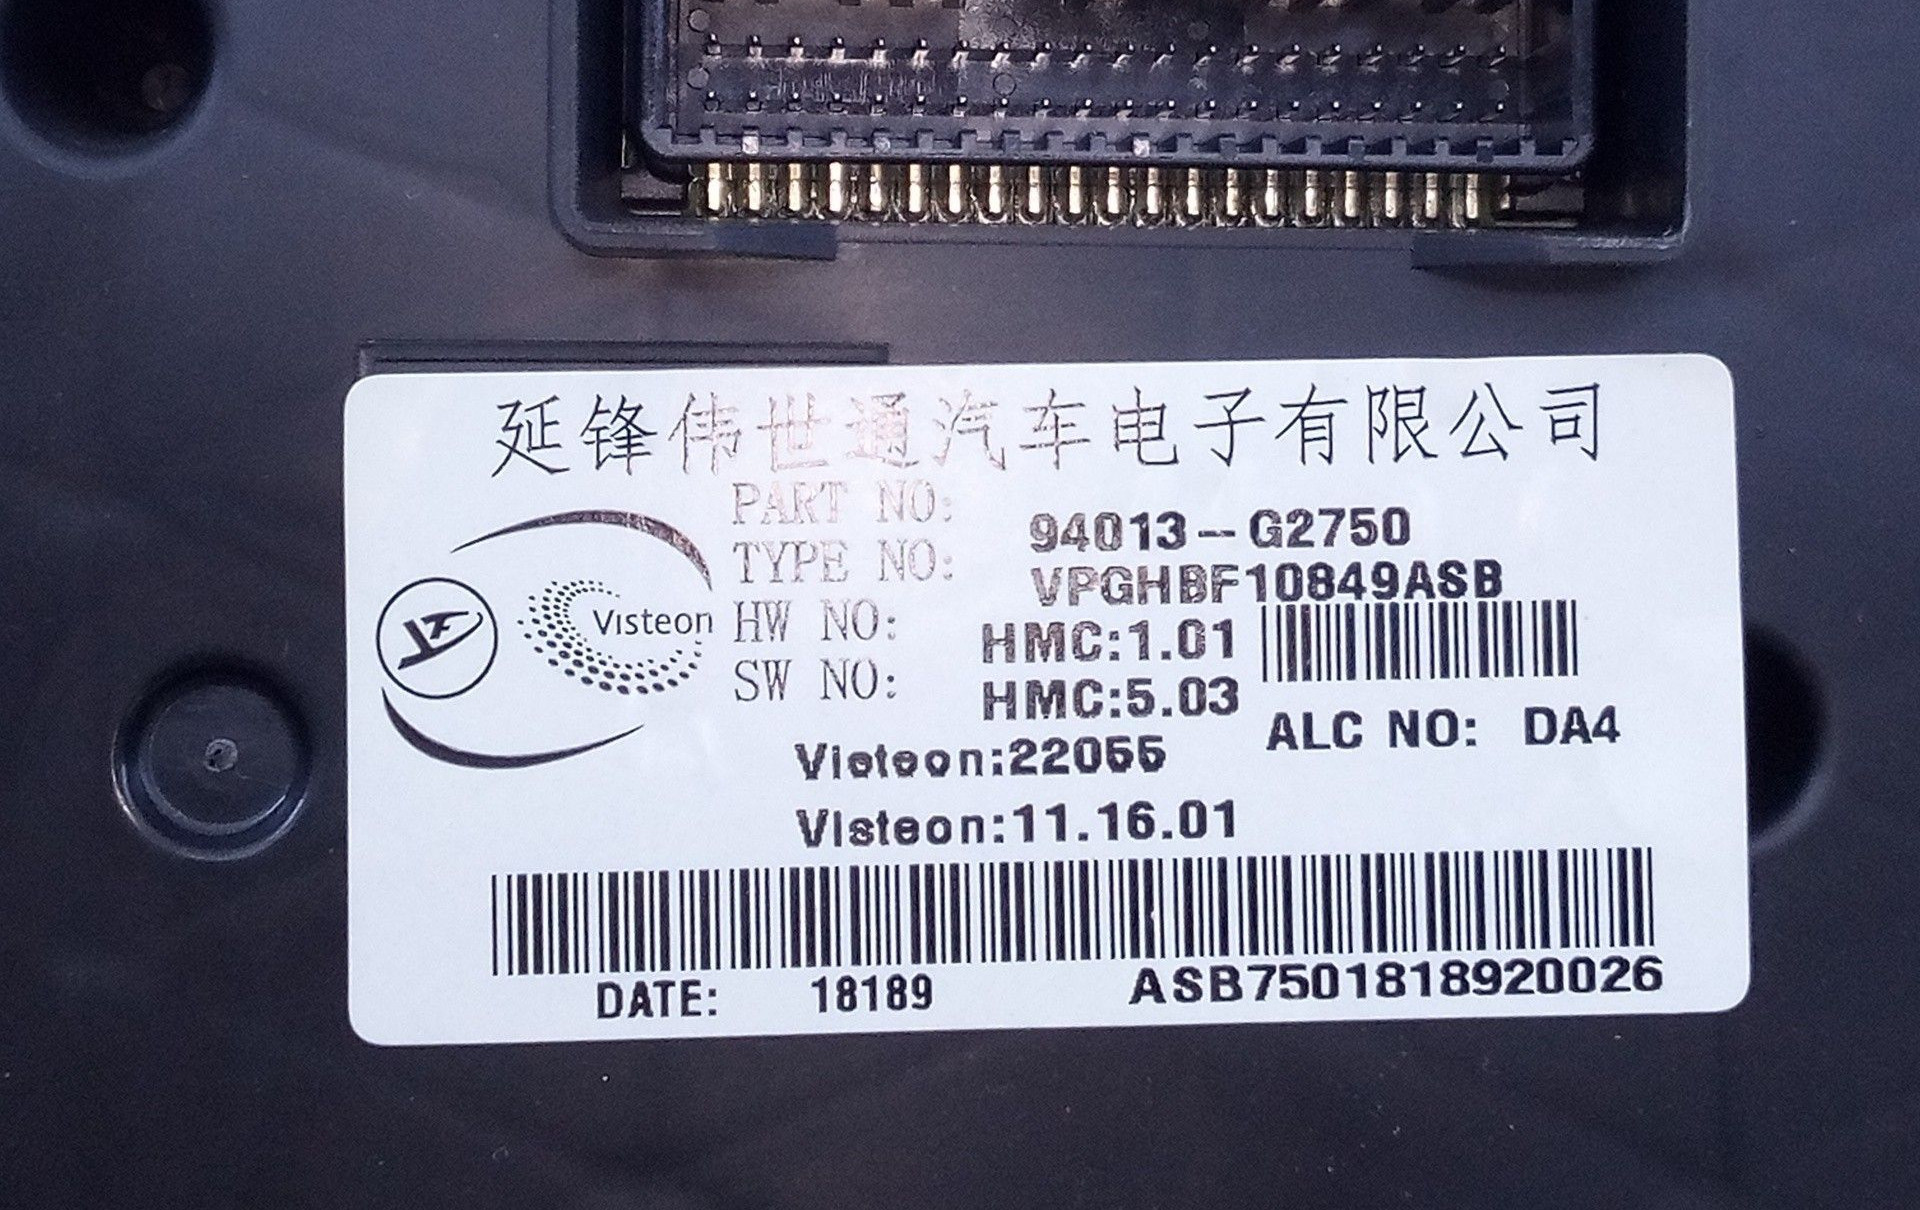 延锋伟世通汽车电子有限公司
PART NO: 94013-G2750
TYPE NO: VPGHBF10849ASB
Visteon
HW NO: HMC:1.01
SW NO: HMC:5.03
ALC NO: DA4
Visteon:22055
Visteon:11.16.01
DATE: 18189 ASB7501818920026